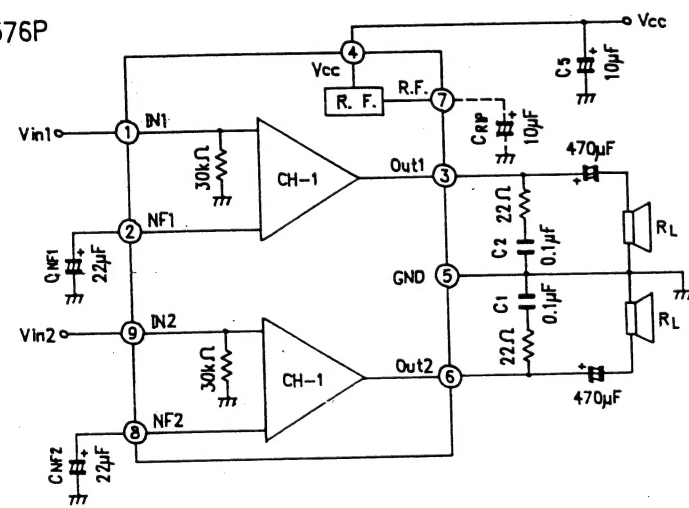 576P
Vcc
4
Vcc
R.F.
R. F.
7
C5
10µF
CRIP
10µF
Vin1
1
IN1
30kΩ
CH-1
Out1
3
470µF
22Ω
RL
2
NF1
CNF1
22µF
C2
0.1µF
GND
5
C1
0.1µF
Vin2
9
IN2
30kΩ
CH-1
Out2
6
22Ω
RL
470µF
8
NF2
CNF2
22µF